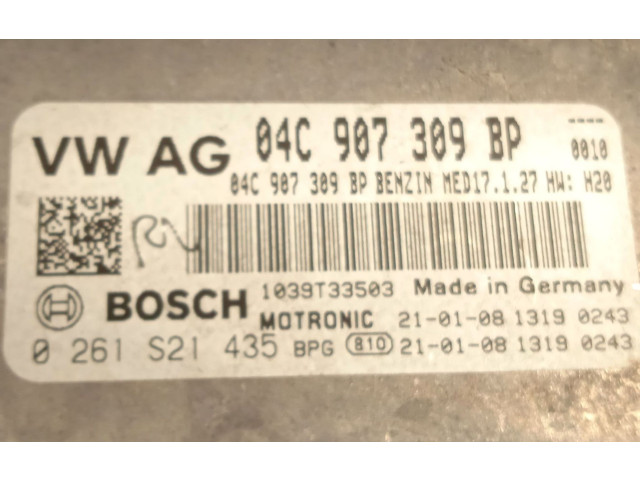 VW AG 04C 907 309 BP ----
0010
04C 907 309 BP BENZIN MED17.1.27 HW: H20
BOSCH 1039T33503 Made in Germany
MOTRONIC 21-01-08 1319 0243
0 261 S21 435 BPG 810 21-01-08 1319 0243